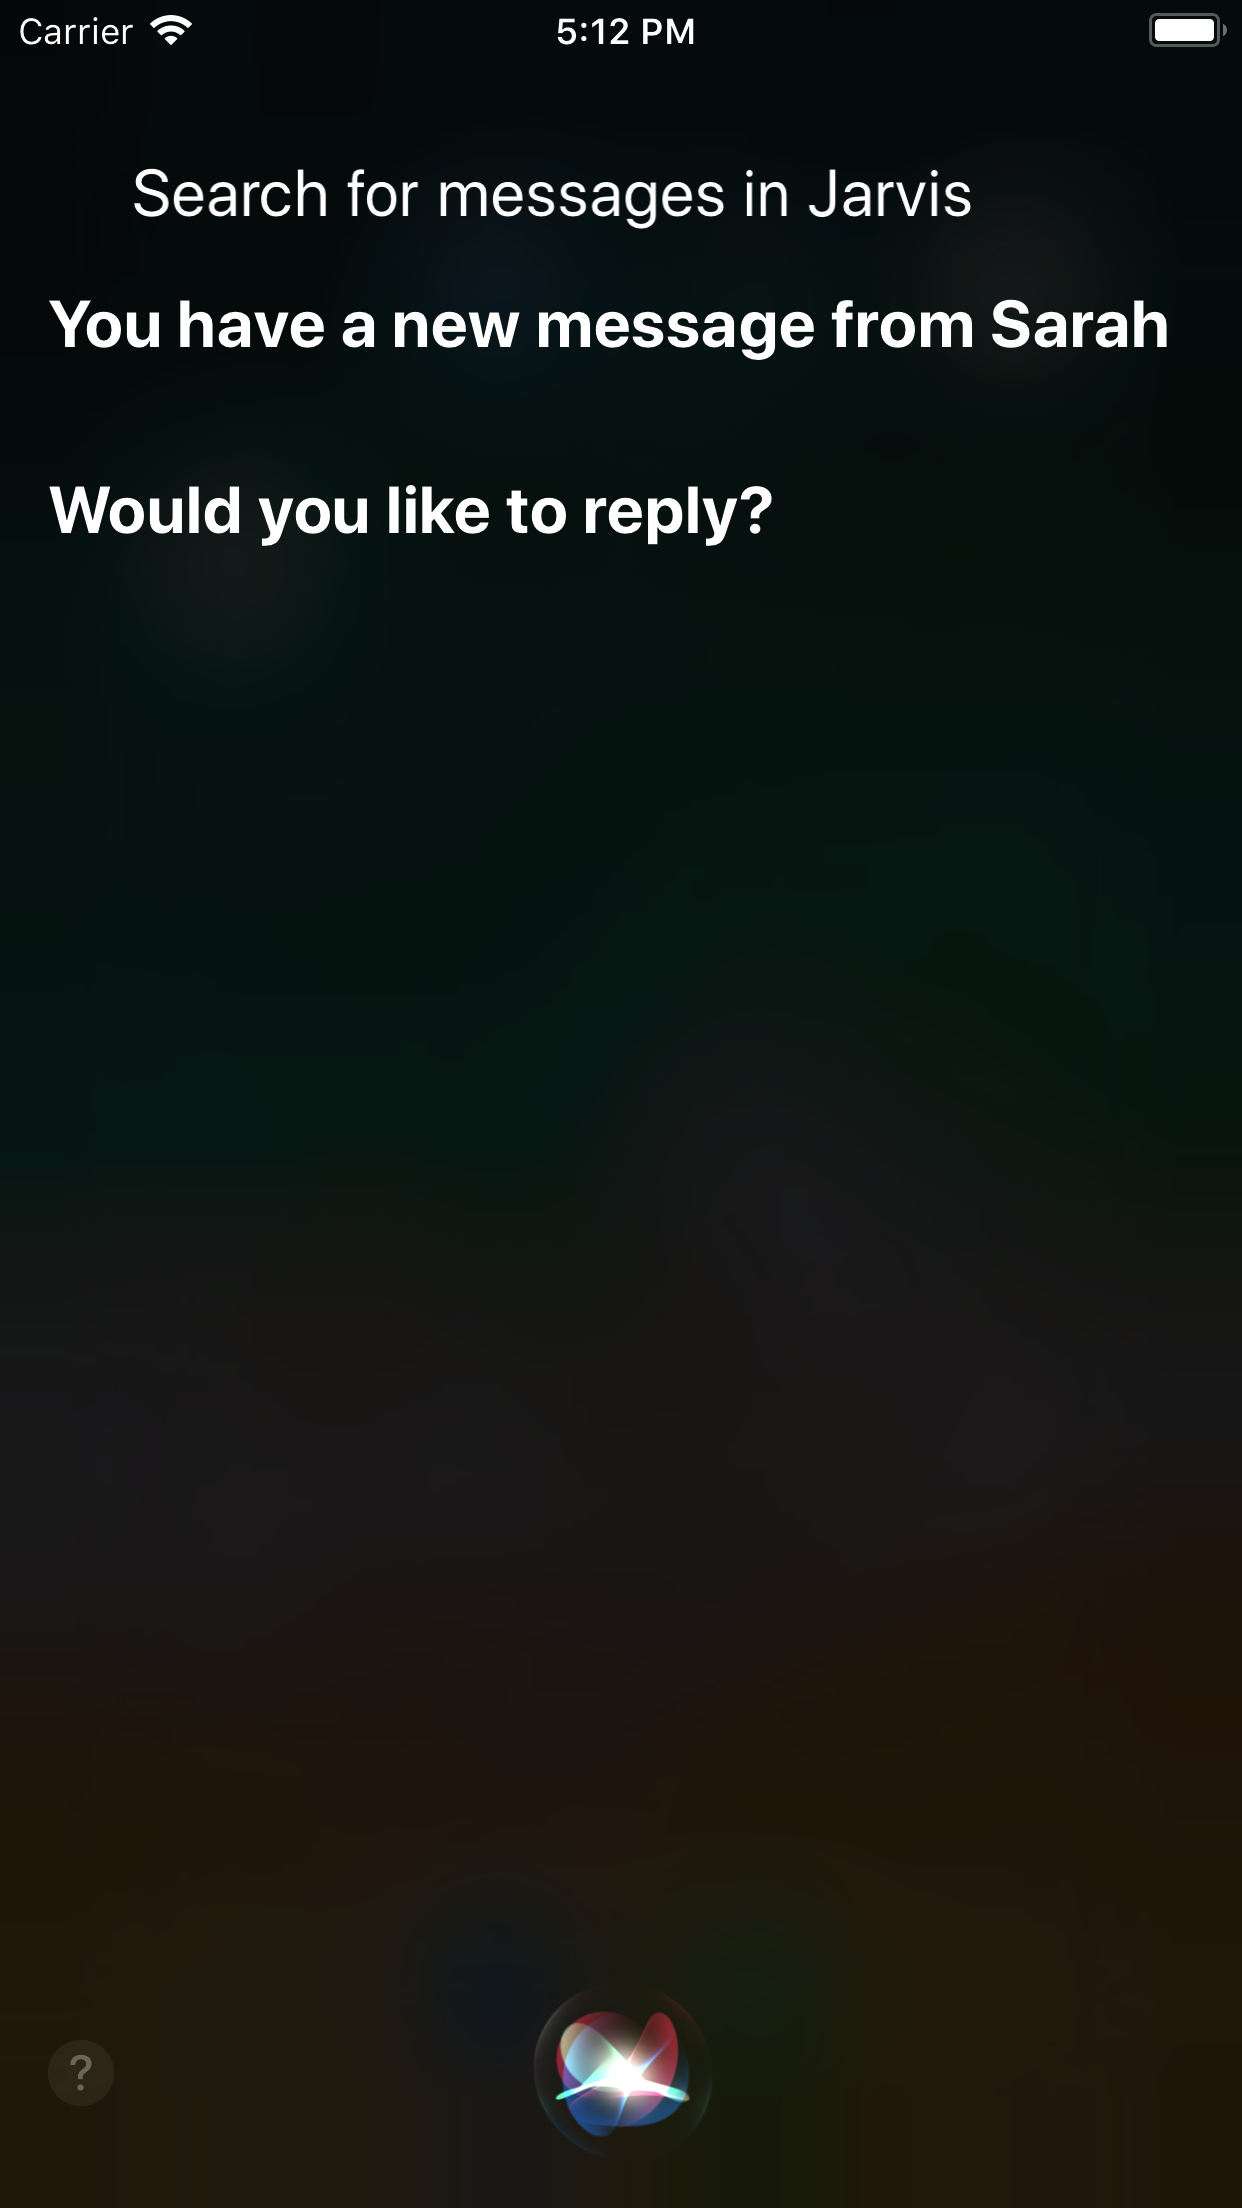 Carrier 5:12 PM
Search for messages in Jarvis
You have a new message from Sarah
Would you like to reply?
?